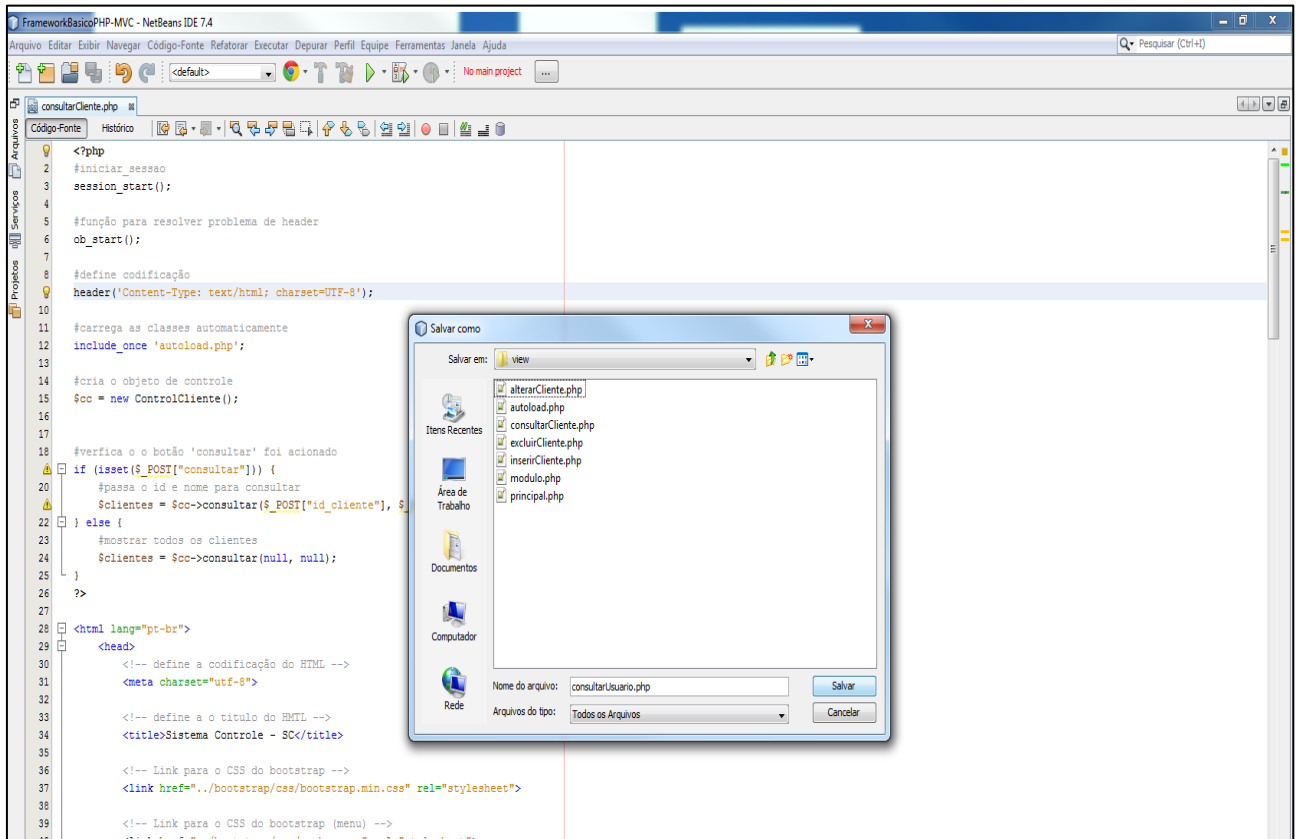 FrameworkBasicoPHP-MVC - NetBeans IDE 7.4
Arquivo Editar Exibir Navegar Código-Fonte Refatorar Executar Depurar Perfil Equipe Ferramentas Janela Ajuda
Pesquisar (Ctrl+I)
<default>
No main project
...
consultarCliente.php
Código-Fonte Histórico
Arquivos
Serviços
Projetos
<?php
2 #iniciar_sessao
3 session_start();
4
5 #função para resolver problema de header
6 ob_start();
7
8 #define codificação
header('Content-Type: text/html; charset=UTF-8');
10
11 #carrega as classes automaticamente
12 include_once 'autoload.php';
13
14 #cria o objeto de controle
15 $cc = new ControlCliente();
16
17
18 #verfica o o botão 'consultar' foi acionado
if (isset($_POST["consultar"])) {
20 #passa o id e nome para consultar
$clientes = $cc->consultar($_POST["id_cliente"], $_
22 } else {
23 #mostrar todos os clientes
24 $clientes = $cc->consultar(null, null);
25 }
26 ?>
27
28 <html lang="pt-br">
29 <head>
30 <!-- define a codificação do HTML -->
31 <meta charset="utf-8">
32
33 <!-- define a o titulo do HMTL -->
34 <title>Sistema Controle - SC</title>
35
36 <!-- Link para o CSS do bootstrap -->
37 <link href="../bootstrap/css/bootstrap.min.css" rel="stylesheet">
38
39 <!-- Link para o CSS do bootstrap (menu) -->
Salvar como
Salvar em: view
Itens Recentes
Área de Trabalho
Documentos
Computador
Rede
alterarCliente.php
autoload.php
consultarCliente.php
excluirCliente.php
inserirCliente.php
modulo.php
principal.php
Nome do arquivo: consultarUsuario.php Salvar
Arquivos do tipo: Todos os Arquivos Cancelar